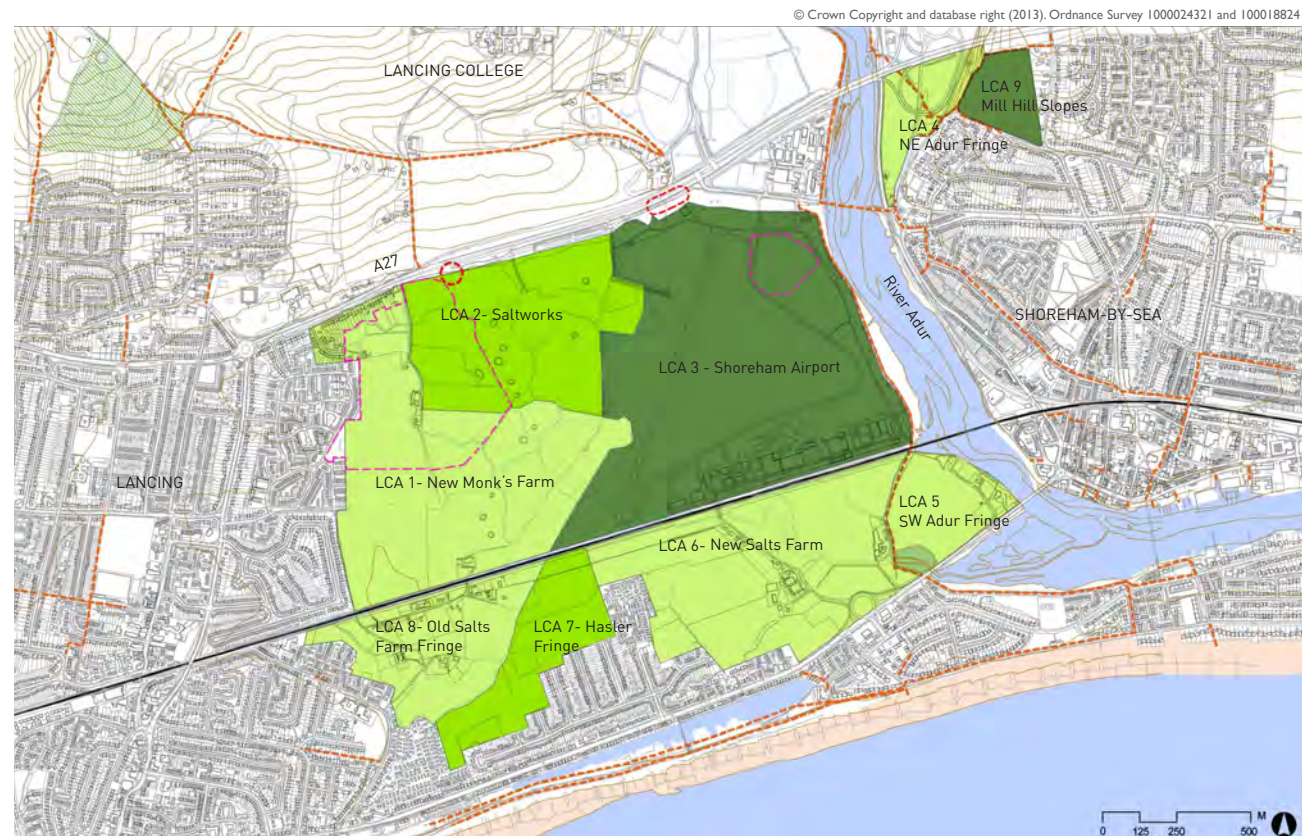 © Crown Copyright and database right (2013). Ordnance Survey 1000024321 and 100018824
LANCING COLLEGE
LCA 9
Mill Hill Slopes
LCA 4
NE Adur Fringe
A27
LCA 2- Saltworks
River Adur
SHOREHAM-BY-SEA
LCA 3 - Shoreham Airport
LANCING
LCA 1- New Monk's Farm
LCA 5
SW Adur Fringe
LCA 6- New Salts Farm
LCA 8- Old Salts
Farm Fringe
LCA 7- Hasler
Fringe
M
0 125 250 500